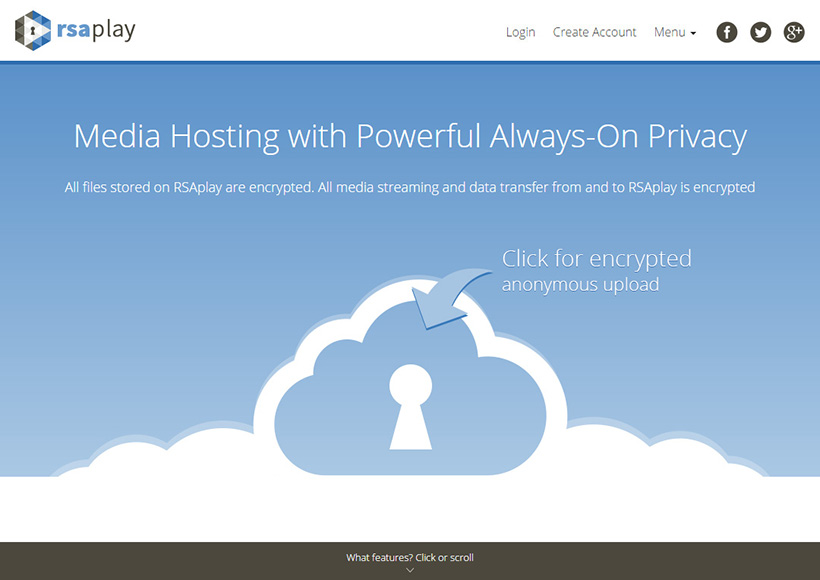 rsaplay
Login
Create Account
Menu
Media Hosting with Powerful Always-On Privacy
All files stored on RSAplay are encrypted. All media streaming and data transfer from and to RSAplay is encrypted
Click for encrypted
anonymous upload
What features? Click or scroll